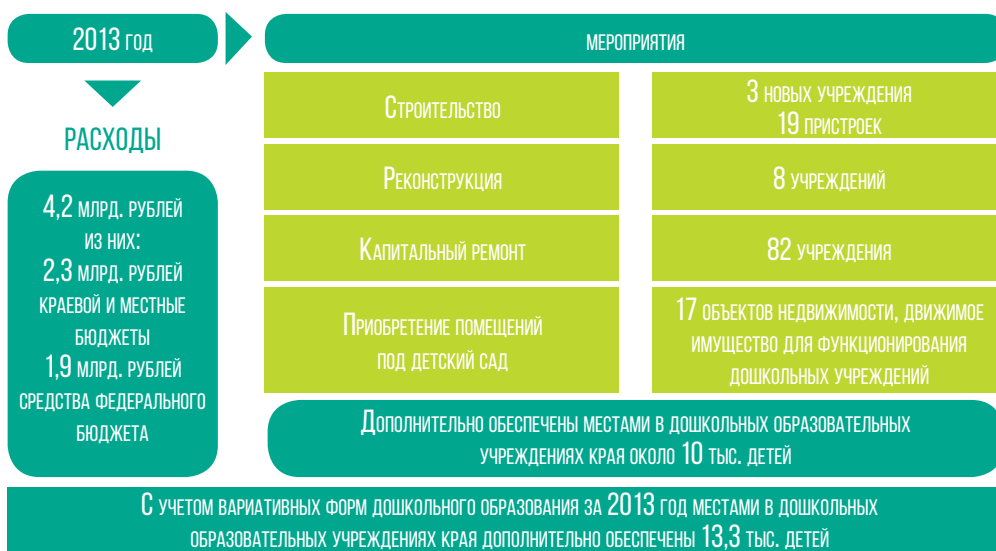 2013 год
Расходы
4,2 млрд. рублей
из них:
2,3 млрд. рублей
краевой и местные
бюджеты
1,9 млрд. рублей
средства федерального
бюджета
мероприятия
Строительство
3 новых учреждения
19 пристроек
Реконструкция
8 учреждений
Капитальный ремонт
82 учреждения
Приобретение помещений
под детский сад
17 объектов недвижимости, движимое
имущество для функционирования
дошкольных учреждений
Дополнительно обеспечены местами в дошкольных образовательных
учреждениях края около 10 тыс. детей
С учетом вариативных форм дошкольного образования за 2013 год местами в дошкольных
образовательных учреждениях края дополнительно обеспечены 13,3 тыс. детей